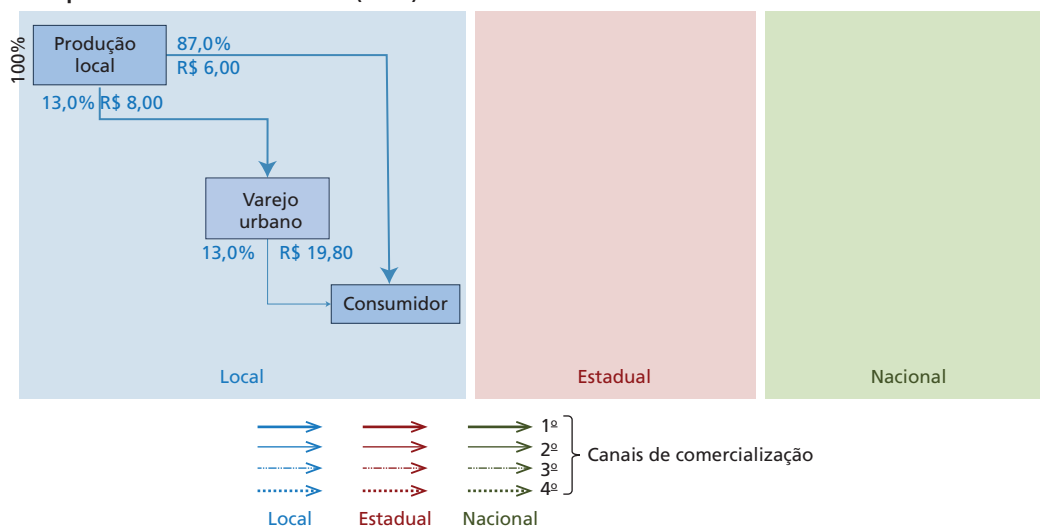 100%
Produção
local
87,0%
R$ 6,00
13,0% R$ 8,00
Varejo
urbano
13,0% R$ 19,80
Consumidor
Local Estadual Nacional
1º
2º
3º
4º
Canais de comercialização
Local Estadual Nacional